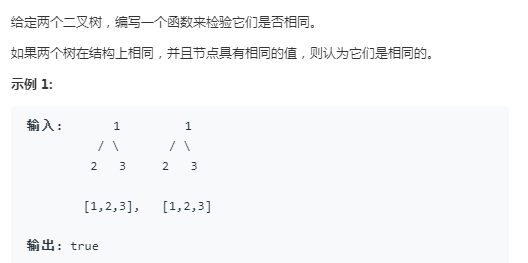 给定两个二叉树，编写一个函数来检验它们是否相同。
如果两个树在结构上相同，并且节点具有相同的值，则认为它们是相同的。
示例 1:
输入:       1         1
          / \       / \
         2   3     2   3
        [1,2,3],   [1,2,3]
输出: true